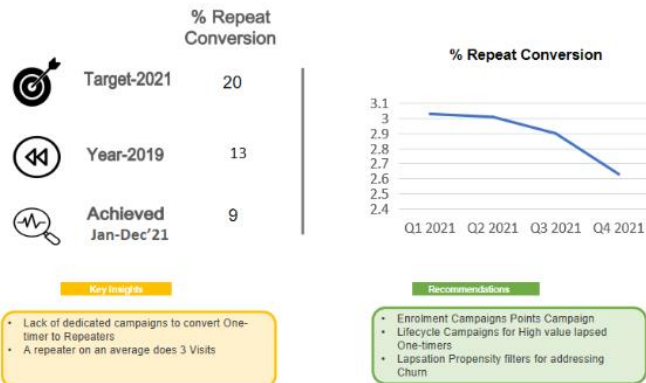 % Repeat
Conversion
Target-2021 20
Year-2019 13
Achieved 9
Jan-Dec'21
% Repeat Conversion
3.1
3
2.9
2.8
2.7
2.6
2.5
2.4
Q1 2021 Q2 2021 Q3 2021 Q4 2021
Key Insights
• Lack of dedicated campaigns to convert One-
timer to Repeaters
• A repeater on an average does 3 Visits
Recommendations
• Enrolment Campaigns Points Campaign
• Lifecycle Campaigns for High value lapsed
One-timers
• Lapsation Propensity filters for addressing
Churn